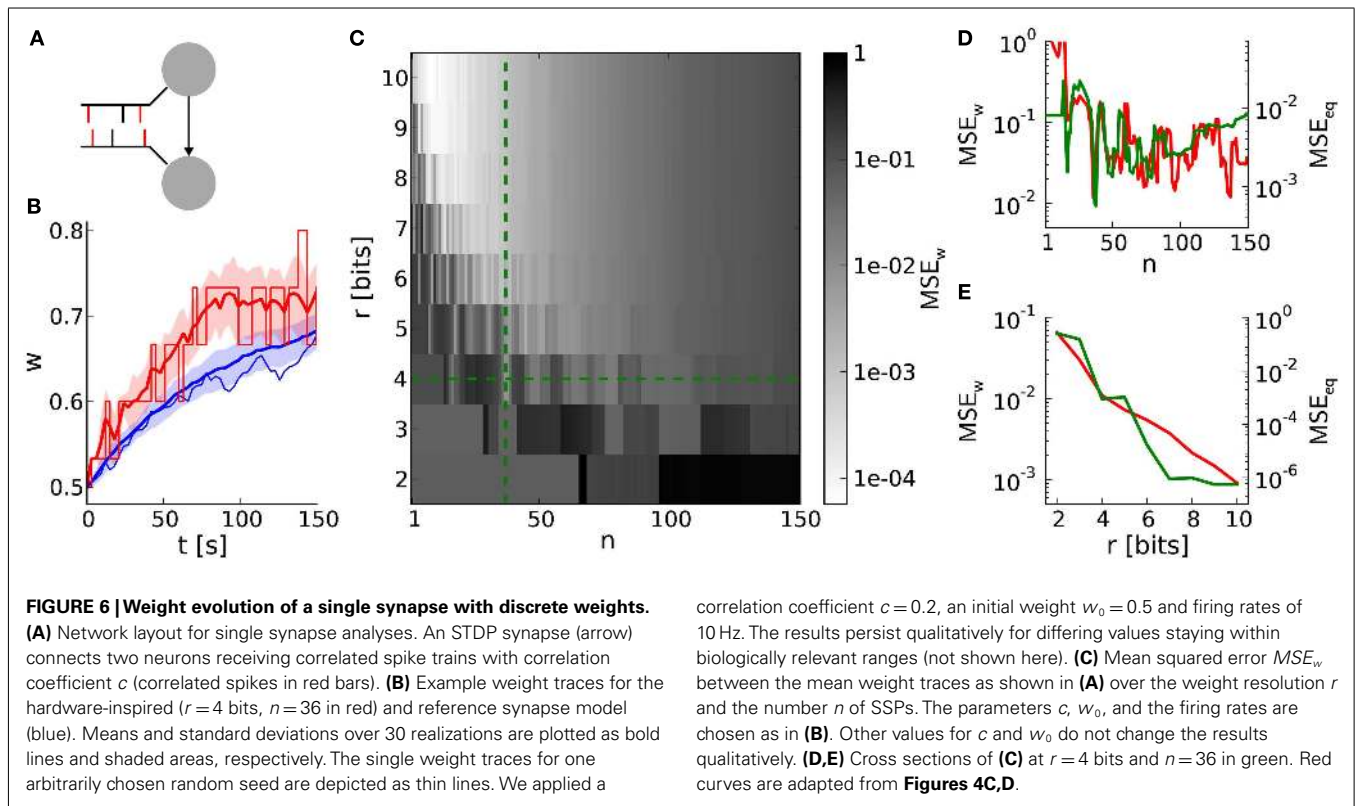 A
B
0.8
0.7
w
0.6
0.5
0
50
100
150
t [s]
C
10
9
8
7
r [bits]
6
5
4
3
2
1
50
100
150
n
1
1e-01
1e-02
MSE_w
1e-03
1e-04
D
10^0
10^-1
10^-2
MSE_w
10^-2
10^-3
MSE_eq
1
50
100
150
n
E
10^-1
10^-2
10^-3
MSE_w
10^0
10^-2
10^-4
10^-6
MSE_eq
2
4
6
8
10
r [bits]
FIGURE 6 | Weight evolution of a single synapse with discrete weights.
(A) Network layout for single synapse analyses. An STDP synapse (arrow)
connects two neurons receiving correlated spike trains with correlation
coefficient c (correlated spikes in red bars). (B) Example weight traces for the
hardware-inspired (r = 4 bits, n = 36 in red) and reference synapse model
(blue). Means and standard deviations over 30 realizations are plotted as bold
lines and shaded areas, respectively. The single weight traces for one
arbitrarily chosen random seed are depicted as thin lines. We applied a
correlation coefficient c = 0.2, an initial weight w₀ = 0.5 and firing rates of
10 Hz. The results persist qualitatively for differing values staying within
biologically relevant ranges (not shown here). (C) Mean squared error MSE_w
between the mean weight traces as shown in (A) over the weight resolution r
and the number n of SSPs. The parameters c, w₀, and the firing rates are
chosen as in (B). Other values for c and w₀ do not change the results
qualitatively. (D,E) Cross sections of (C) at r = 4 bits and n = 36 in green. Red
curves are adapted from Figures 4C,D.